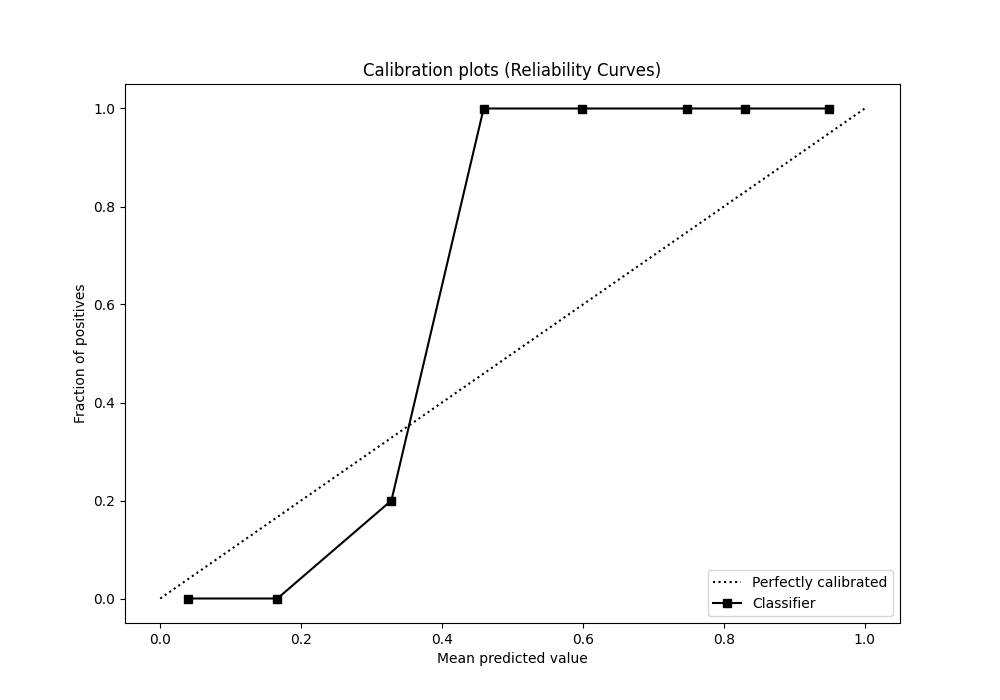 Calibration plots (Reliability Curves)
Fraction of positives
1.0
0.8
0.6
0.4
0.2
0.0
0.0 0.2 0.4 0.6 0.8 1.0
Mean predicted value
Perfectly calibrated
Classifier